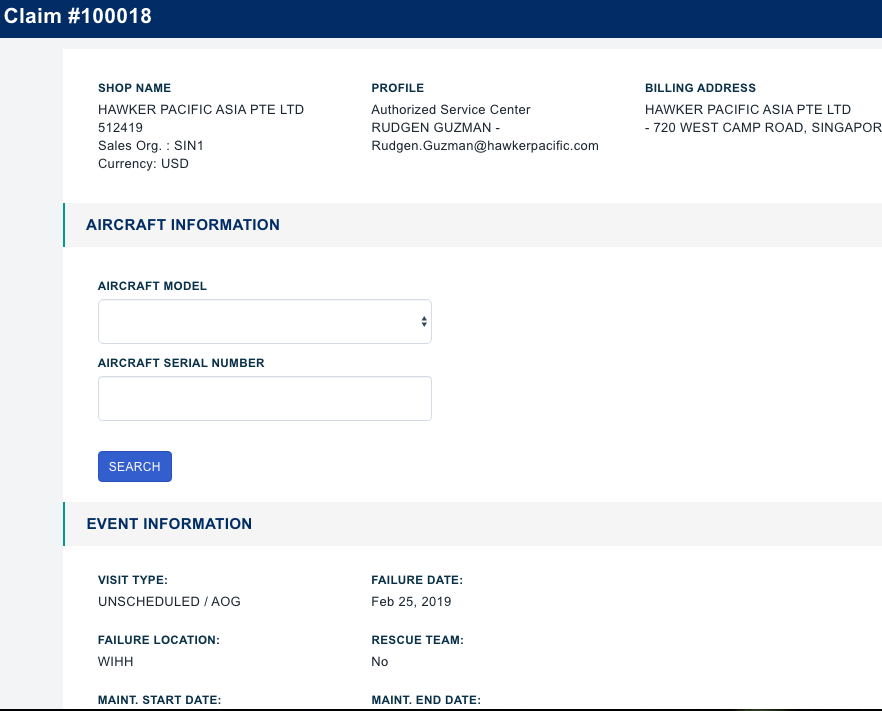 Claim #100018
SHOP NAME
HAWKER PACIFIC ASIA PTE LTD
512419
Sales Org. : SIN1
Currency: USD
PROFILE
Authorized Service Center
RUDGEN GUZMAN -
Rudgen.Guzman@hawkerpacific.com
BILLING ADDRESS
HAWKER PACIFIC ASIA PTE LTD
- 720 WEST CAMP ROAD, SINGAPOR
AIRCRAFT INFORMATION
AIRCRAFT MODEL
AIRCRAFT SERIAL NUMBER
SEARCH
EVENT INFORMATION
VISIT TYPE:
UNSCHEDULED / AOG
FAILURE DATE:
Feb 25, 2019
FAILURE LOCATION:
WIHH
RESCUE TEAM:
No
MAINT. START DATE:
MAINT. END DATE: